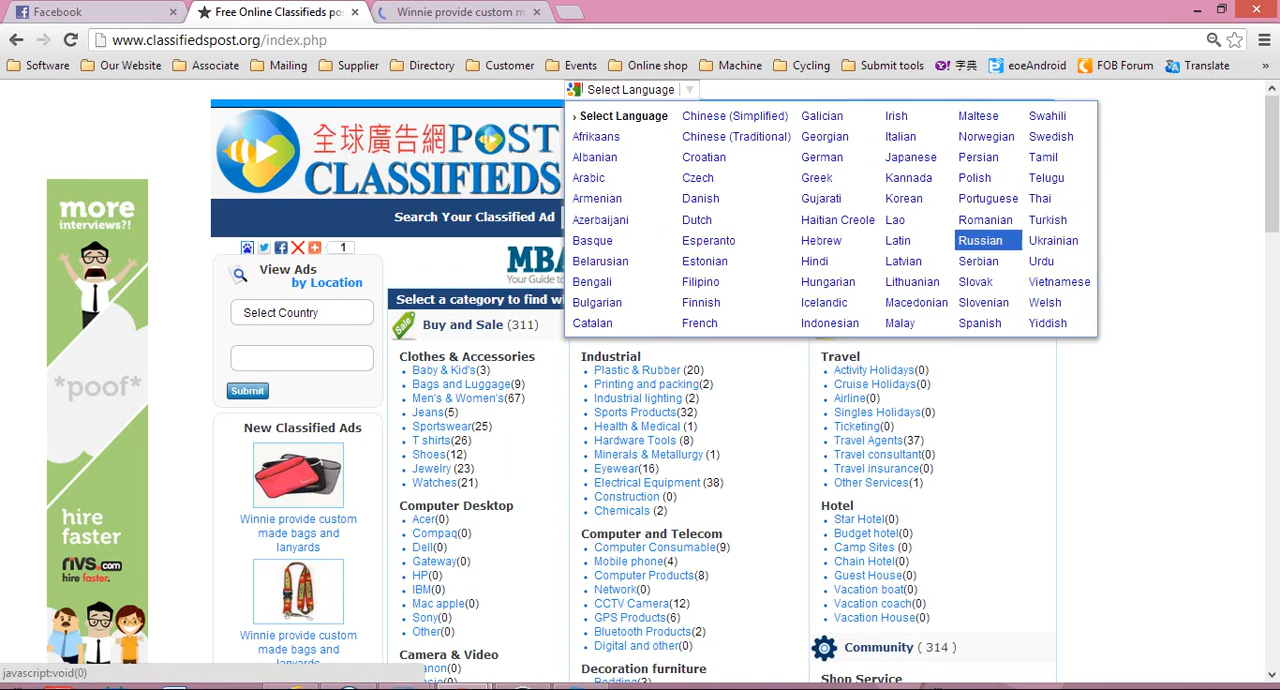 Facebook
Free Online Classifieds po
Winnie provide custom m
www.classifiedspost.org/index.php
Software
Our Website
Associate
Mailing
Supplier
Directory
Customer
Events
Online shop
Machine
Cycling
Submit tools
字典
eoeAndroid
FOB Forum
Translate
»
Select Language
› Select Language
Afrikaans
Albanian
Arabic
Armenian
Azerbaijani
Basque
Belarusian
Bengali
Bulgarian
Catalan
Chinese (Simplified)
Chinese (Traditional)
Croatian
Czech
Danish
Dutch
Esperanto
Estonian
Filipino
Finnish
French
Galician
Georgian
German
Greek
Gujarati
Haitian Creole
Hebrew
Hindi
Hungarian
Icelandic
Indonesian
Irish
Italian
Japanese
Kannada
Korean
Lao
Latin
Latvian
Lithuanian
Macedonian
Malay
Maltese
Norwegian
Persian
Polish
Portuguese
Romanian
Russian
Serbian
Slovak
Slovenian
Spanish
Swahili
Swedish
Tamil
Telugu
Thai
Turkish
Ukrainian
Urdu
Vietnamese
Welsh
Yiddish
全球廣告網POST
CLASSIFIEDS
Search Your Classified Ad
1
MBA
Your Guide to
View Ads
by Location
Select Country
Submit
New Classified Ads
Winnie provide custom
made bags and
lanyards
Winnie provide custom
made bags and
lanyards
more
interviews?!
*poof*
hire
faster
rivs.com
hire faster.
Select a category to find w
Sale
Buy and Sale (311)
Clothes & Accessories
Baby & Kid's(3)
Bags and Luggage(9)
Men's & Women's(67)
Jeans(5)
Sportswear(25)
T shirts(26)
Shoes(12)
Jewelry (23)
Watches(21)
Computer Desktop
Acer(0)
Compaq(0)
Dell(0)
Gateway(0)
HP(0)
IBM(0)
Mac apple(0)
Sony(0)
Other(0)
Camera & Video
anon(0)
Industrial
Plastic & Rubber (20)
Printing and packing(2)
Industrial lighting (2)
Sports Products(32)
Health & Medical (1)
Hardware Tools (8)
Minerals & Metallurgy (1)
Eyewear(16)
Electrical Equipment (38)
Construction (0)
Chemicals (2)
Computer and Telecom
Computer Consumable(9)
Mobile phone(4)
Computer Products(8)
Network(0)
CCTV Camera(12)
GPS Products(6)
Bluetooth Products(2)
Digital and other(0)
Decoration furniture
Travel
Activity Holidays(0)
Cruise Holidays(0)
Airline(0)
Singles Holidays(0)
Ticketing(0)
Travel Agents(37)
Travel consultant(0)
Travel insurance(0)
Other Services(1)
Hotel
Star Hotel(0)
Budget hotel(0)
Camp Sites (0)
Chain Hotel(0)
Guest House(0)
Vacation boat(0)
Vacation coach(0)
Vacation House(0)
Community ( 314 )
Shop Service
javascript:void(0)